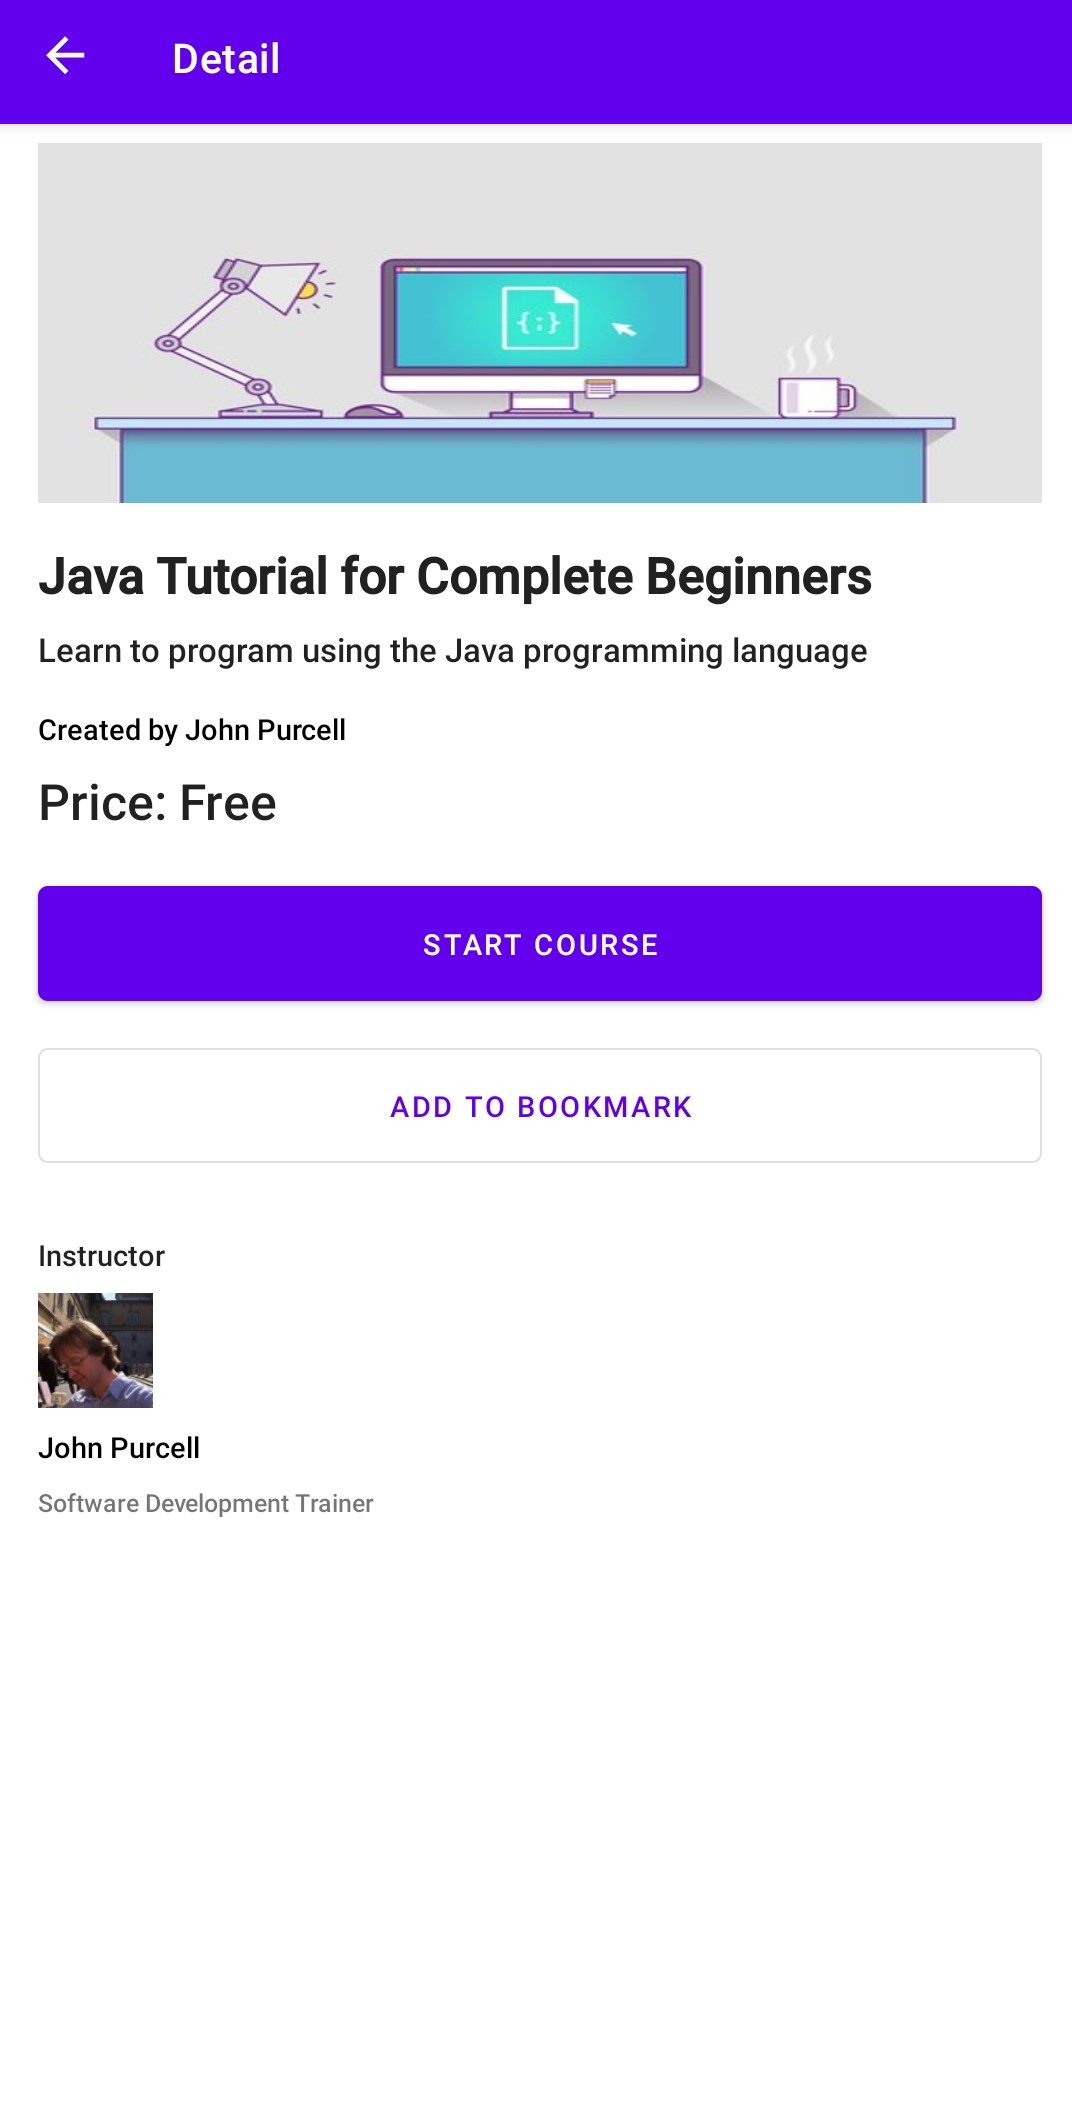 Detail
{:}
Java Tutorial for Complete Beginners
Learn to program using the Java programming language
Created by John Purcell
Price: Free
START COURSE
ADD TO BOOKMARK
Instructor
John Purcell
Software Development Trainer